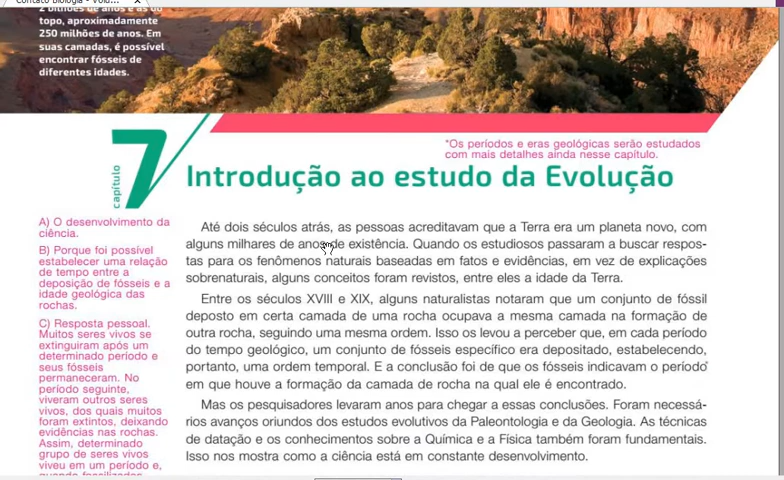 Contato Biologia - Volu...
2 bilhões de anos e as do
topo, aproximadamente
250 milhões de anos. Em
suas camadas, é possível
encontrar fósseis de
diferentes idades.
capítulo
7
*Os períodos e eras geológicas serão estudados
com mais detalhes ainda nesse capítulo.
Introdução ao estudo da Evolução
A) O desenvolvimento da
ciência.
B) Porque foi possível
estabelecer uma relação
de tempo entre a
deposição de fósseis e a
idade geológica das
rochas.
C) Resposta pessoal.
Muitos seres vivos se
extinguiram após um
determinado período e
seus fósseis
permaneceram. No
período seguinte,
viveram outros seres
vivos, dos quais muitos
foram extintos, deixando
evidências nas rochas.
Assim, determinado
grupo de seres vivos
viveu em um período e,
quando fossilizados
Até dois séculos atrás, as pessoas acreditavam que a Terra era um planeta novo, com
alguns milhares de anos de existência. Quando os estudiosos passaram a buscar respos-
tas para os fenômenos naturais baseadas em fatos e evidências, em vez de explicações
sobrenaturais, alguns conceitos foram revistos, entre eles a idade da Terra.
Entre os séculos XVIII e XIX, alguns naturalistas notaram que um conjunto de fóssil
deposto em certa camada de uma rocha ocupava a mesma camada na formação de
outra rocha, seguindo uma mesma ordem. Isso os levou a perceber que, em cada período
do tempo geológico, um conjunto de fósseis específico era depositado, estabelecendo,
portanto, uma ordem temporal. E a conclusão foi de que os fósseis indicavam o período
em que houve a formação da camada de rocha na qual ele é encontrado.
Mas os pesquisadores levaram anos para chegar a essas conclusões. Foram necessá-
rios avanços oriundos dos estudos evolutivos da Paleontologia e da Geologia. As técnicas
de datação e os conhecimentos sobre a Química e a Física também foram fundamentais.
Isso nos mostra como a ciência está em constante desenvolvimento.